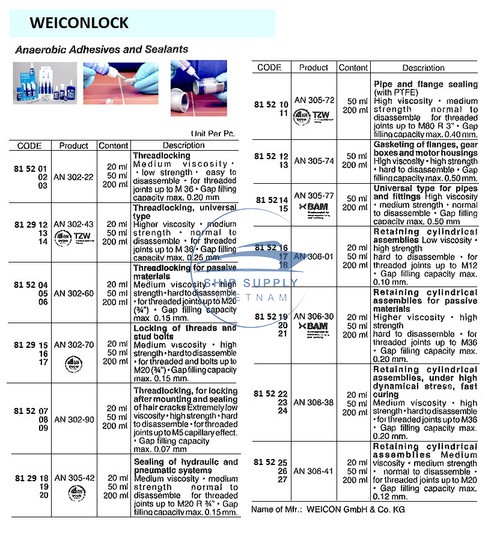 WEICONLOCK
Anaerobic Adhesives and Sealants
Unit Per Pc.
CODE Product Content Description
81 52 01 AN 302-22 20 ml Threadlocking
02 50 ml Medium viscosity •
03 200 ml • low strength • easy to
disassemble • for threaded
joints up to M 36 • Gap filling
capacity max. 0.20 mm
81 29 12 AN 302-43 20 ml Threadlocking, universal
13 50 ml type
14 200 ml Higher viscosity • medium
strength • normal to
disassemble • for threaded
joints up to M 36 • Gap filling
capacity max. 0.25 mm.
81 52 04 AN 302-60 20 ml Threadlocking for passive
05 50 ml materials
06 200 ml Medium viscosity • high
strength • hard to disassemble
• for threaded joints up to M20
(¾") • Gap filling capacity
max. 0.15 mm.
81 29 15 AN 302-70 20 ml Locking of threads and
16 50 ml stud bolts
17 200 ml Medium viscosity • high
strength • hard to disassemble
• for threaded and bolts up to
M20 (¾") • Gap filling capacity
max. 0.15 mm.
81 52 07 AN 302-90 20 ml Threadlocking, for locking
08 50 ml after mounting and sealing
09 200 ml of hair cracks Extremely low
viscosity • high strength • hard
to disassemble • for threaded
joints up to M5 capillary effect.
• Gap filling capacity
max. 0.07 mm
81 29 18 AN 305-42 20 ml Sealing of hydraulic and
19 50 ml pneumatic systems
20 200 ml Medium viscosity • medium
strength • normal to
disassemble for threaded
joints up to M20 R ¾" • Gap
filling capacity max. 0.15 mm.
CODE Product Content Description
81 52 10 AN 305-72 50 ml Pipe and flange sealing
11 TZW 200 ml (with PTFE)
High viscosity • medium
strength normal to
disassemble for threaded
joints up to M80 R 3" • Gap
filling capacity max. 0.40 mm.
81 52 12 AN 305-74 50 ml Gasketing of flanges, gear
13 200 ml boxes and motor housings
High viscosity • high strength
• hard to disassemble • Gap
filling capacity max. 0.50 mm.
81 52 14 AN 305-77 50 ml Universal type for pipes
15 BAM 200 ml and fittings High viscosity
• medium strength • normal
to disassemble • Gap filling
capacity max. 0.50 mm
81 52 16 AN 306-01 20 ml Retaining cylindrical
17 50 ml assemblies Low viscosity •
18 200 ml high strength
hard to disassemble • for
threaded joints up to M12
• Gap filling capacity max.
0.10 mm.
81 52 19 AN 306-30 20 ml Retaining cylindrical
20 BAM 50 ml assemblies for passive
21 200 ml materials
Higher viscosity • high
strength
hard to disassemble • for
threaded joints up to M36
• Gap filling capacity max.
0.20 mm.
81 52 22 AN 306-38 20 ml Retaining cylindrical
23 50 ml assemblies, under high
24 200 ml dynamical stress, fast
curing
Medium viscosity • high
strength • hard to disassemble
• for threaded joints up to M36
• Gap filling capacity max.
0.20 mm.
81 52 25 AN 306-41 20 ml Retaining cylindrical
26 50 ml assemblies Medium
27 200 ml viscosity • medium strength
• normal to disassemble •
for threaded joints up to M20
• Gap filling capacity max.
0.12 mm.
Name of Mfr.: WEICON GmbH & Co. KG
SINO SUPPLY
VIETNAM